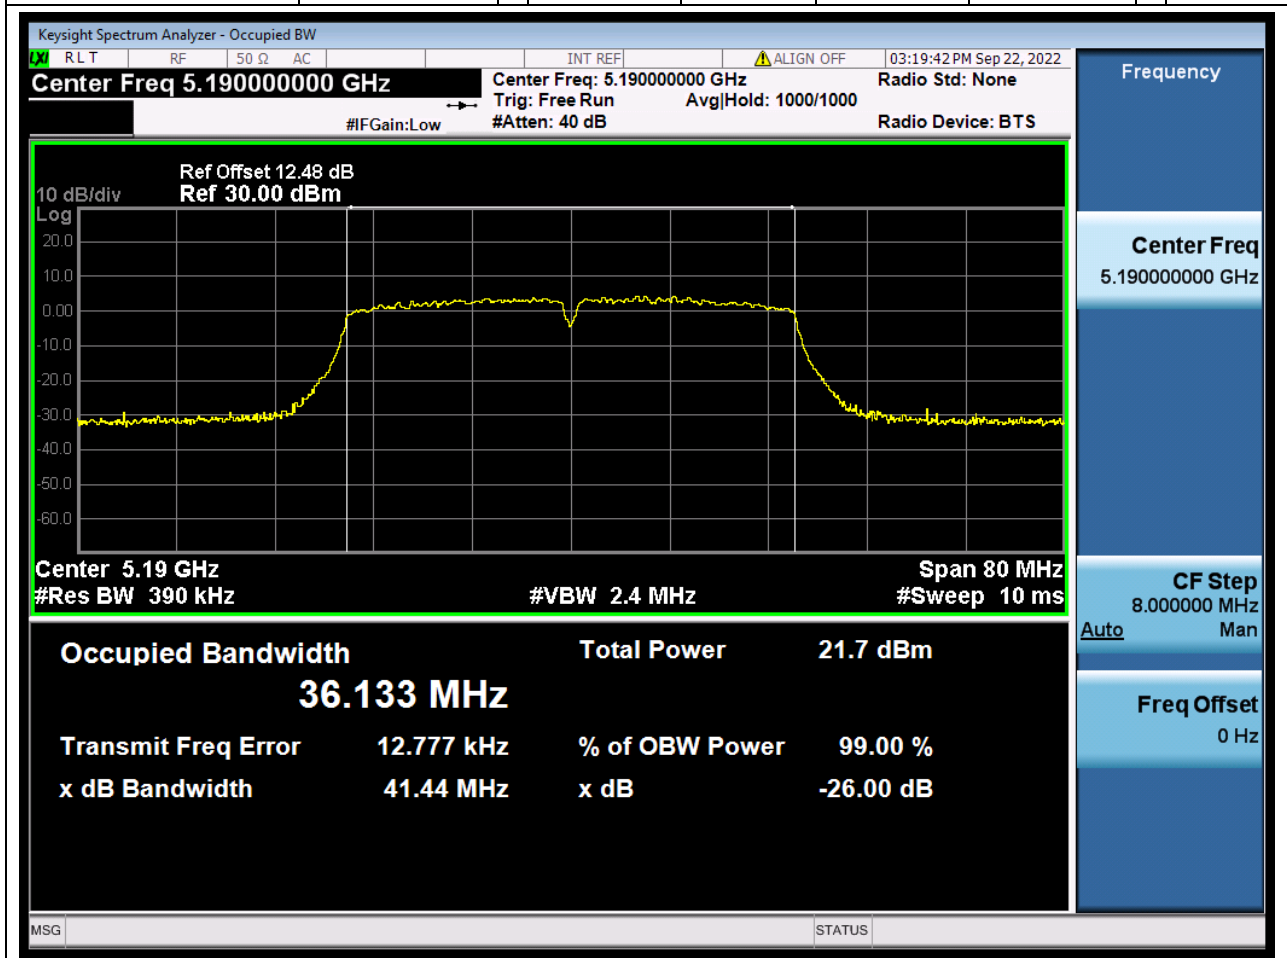 Keysight Spectrum Analyzer - Occupied BW
LXI RLT RF 50 Ω AC INT REF ALIGN OFF 03:19:42 PM Sep 22, 2022
Center Freq 5.190000000 GHz
Center Freq: 5.190000000 GHz
Radio Std: None
Trig: Free Run Avg|Hold: 1000/1000
#IFGain:Low
#Atten: 40 dB
Radio Device: BTS
Ref Offset 12.48 dB
10 dB/div Ref 30.00 dBm
Log
20.0
10.0
0.00
-10.0
-20.0
-30.0
-40.0
-50.0
-60.0
Center 5.19 GHz Span 80 MHz
#Res BW 390 kHz #VBW 2.4 MHz #Sweep 10 ms
Occupied Bandwidth Total Power 21.7 dBm
36.133 MHz
Transmit Freq Error 12.777 kHz % of OBW Power 99.00 %
x dB Bandwidth 41.44 MHz x dB -26.00 dB
MSG STATUS
Frequency
Center Freq
5.190000000 GHz
CF Step
8.000000 MHz
Auto Man
Freq Offset
0 Hz